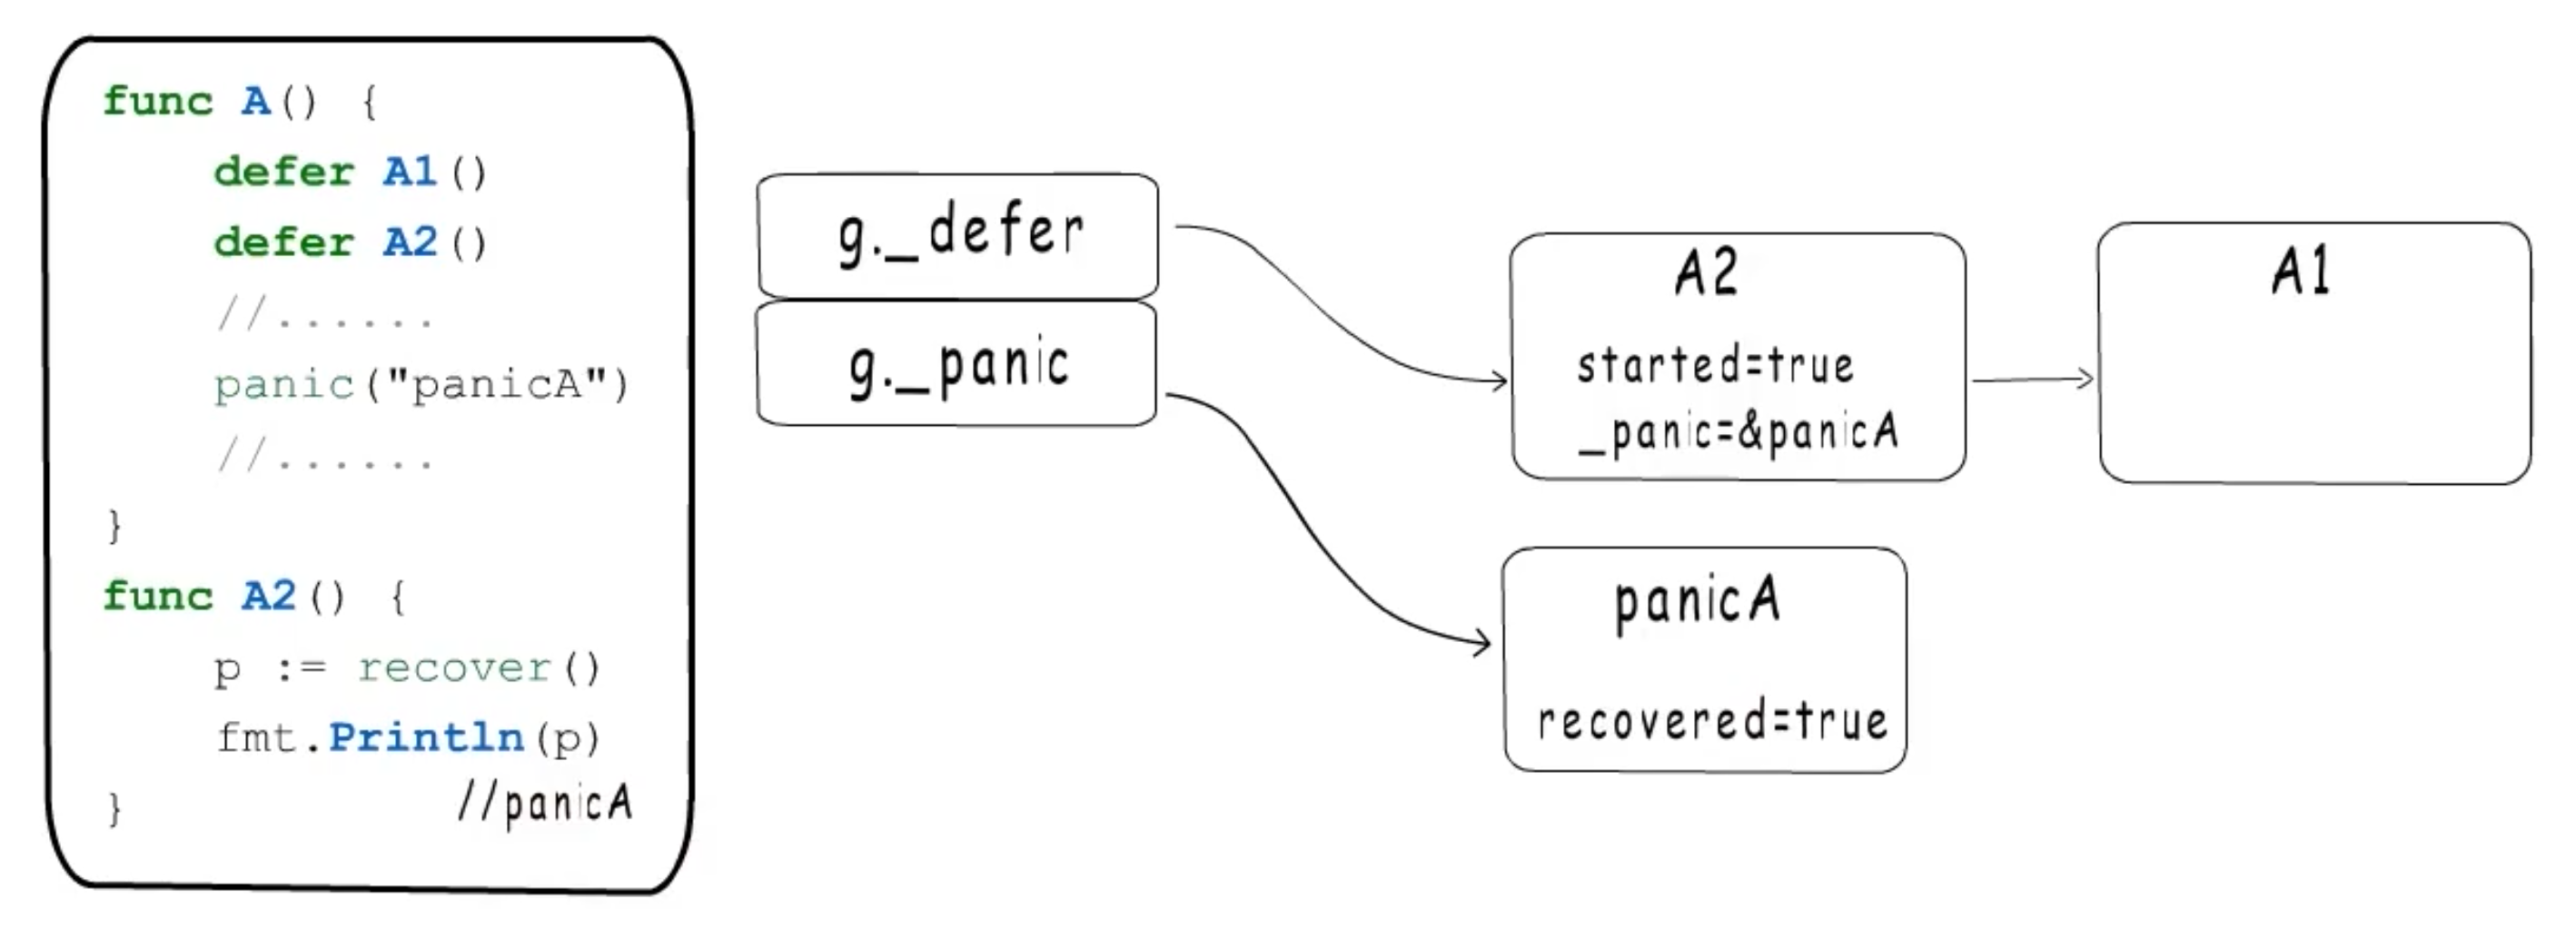 func A() {
defer A1()
defer A2()
//......
panic("panicA")
//......
}
func A2() {
p := recover()
fmt.Println(p)
} //panicA
g._defer
g._panic
A2
started=true
_panic=&panicA
A1
panicA
recovered=true